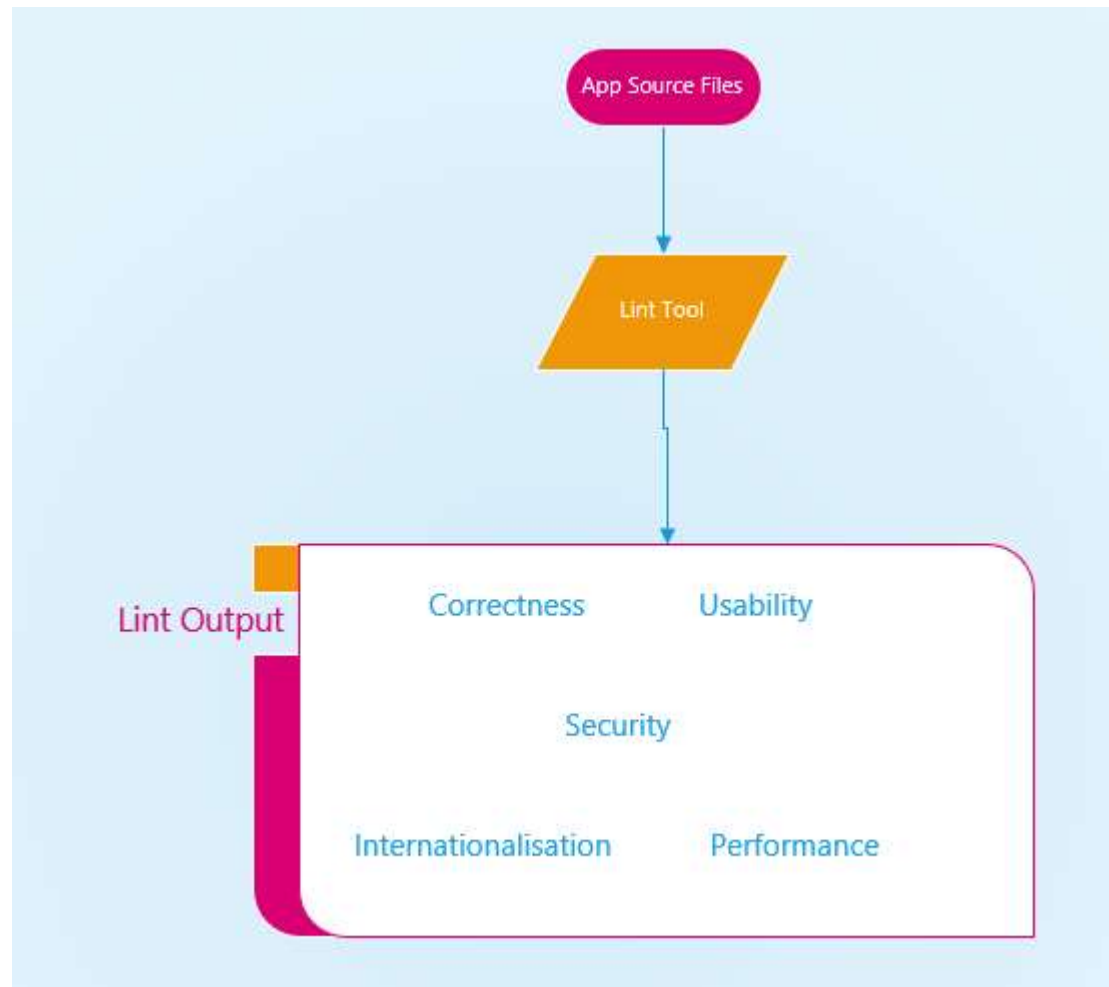 App Source Files
Lint Tool
Lint Output
Correctness
Usability
Security
Internationalisation
Performance